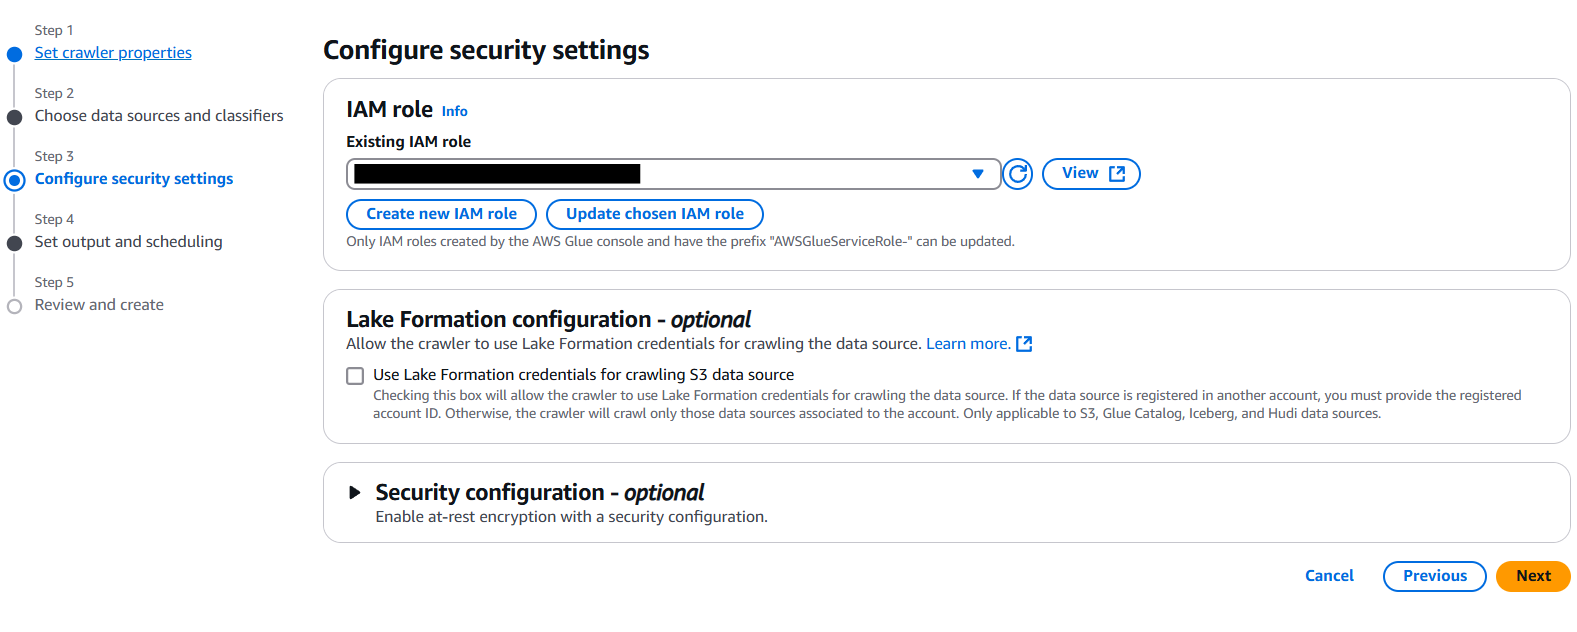 Step 1
Set crawler properties
Step 2
Choose data sources and classifiers
Step 3
Configure security settings
Step 4
Set output and scheduling
Step 5
Review and create
Configure security settings
IAM role Info
Existing IAM role
View
Create new IAM role Update chosen IAM role
Only IAM roles created by the AWS Glue console and have the prefix "AWSGlueServiceRole-" can be updated.
Lake Formation configuration - optional
Allow the crawler to use Lake Formation credentials for crawling the data source. Learn more.
Use Lake Formation credentials for crawling S3 data source
Checking this box will allow the crawler to use Lake Formation credentials for crawling the data source. If the data source is registered in another account, you must provide the registered
account ID. Otherwise, the crawler will crawl only those data sources associated to the account. Only applicable to S3, Glue Catalog, Iceberg, and Hudi data sources.
Security configuration - optional
Enable at-rest encryption with a security configuration.
Cancel Previous Next